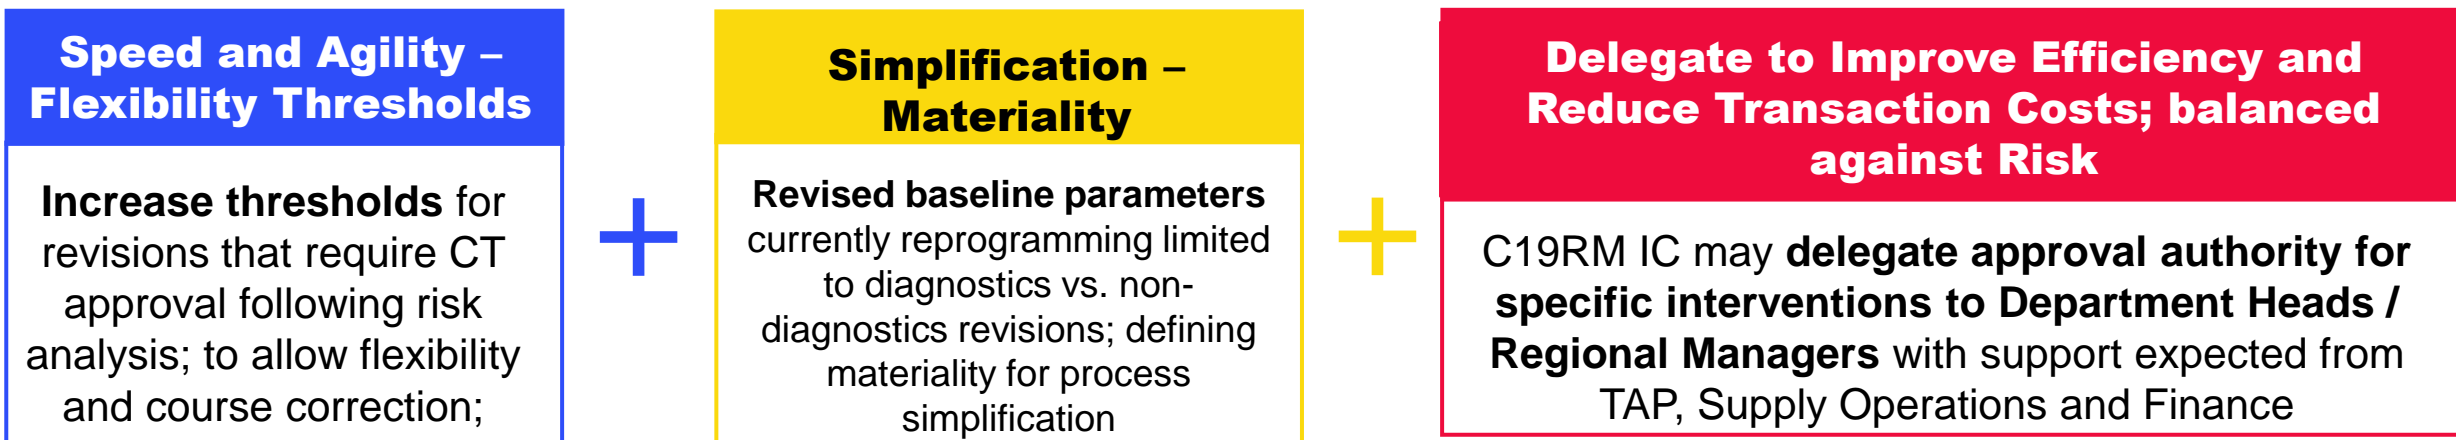 Speed and Agility –
Flexibility Thresholds
Increase thresholds for
revisions that require CT
approval following risk
analysis; to allow flexibility
and course correction;
+
Simplification –
Materiality
Revised baseline parameters
currently reprogramming limited
to diagnostics vs. non-
diagnostics revisions; defining
materiality for process
simplification
+
Delegate to Improve Efficiency and
Reduce Transaction Costs; balanced
against Risk
C19RM IC may delegate approval authority for
specific interventions to Department Heads /
Regional Managers with support expected from
TAP, Supply Operations and Finance